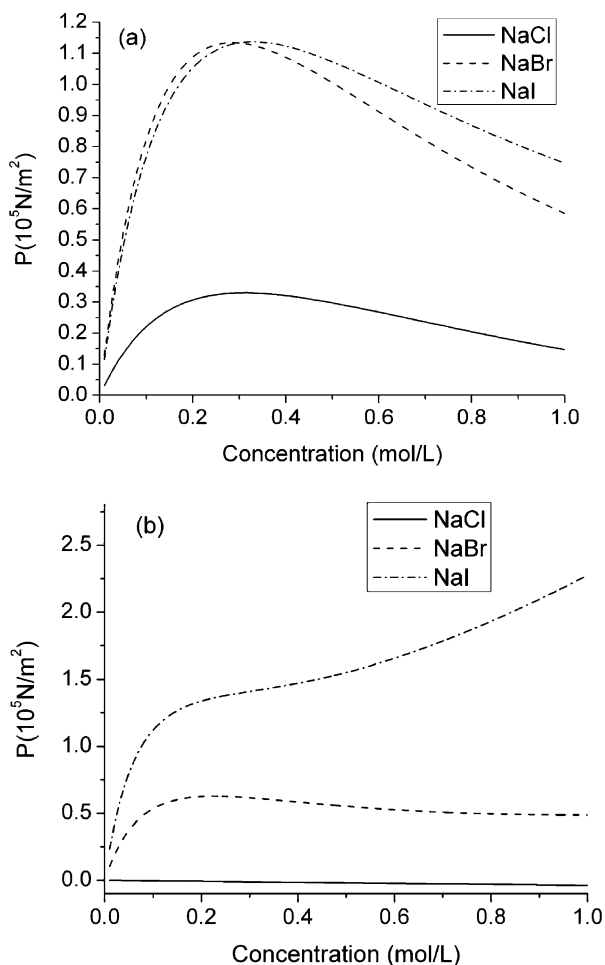 (a)
NaCl
NaBr
NaI
1.2
1.1
1.0
0.9
0.8
0.7
0.6
0.5
0.4
0.3
0.2
0.1
0.0
P(10⁵N/m²)
0.0 0.2 0.4 0.6 0.8 1.0
Concentration (mol/L)
(b)
NaCl
NaBr
NaI
2.5
2.0
1.5
1.0
0.5
0.0
P(10⁵N/m²)
0.0 0.2 0.4 0.6 0.8 1.0
Concentration (mol/L)